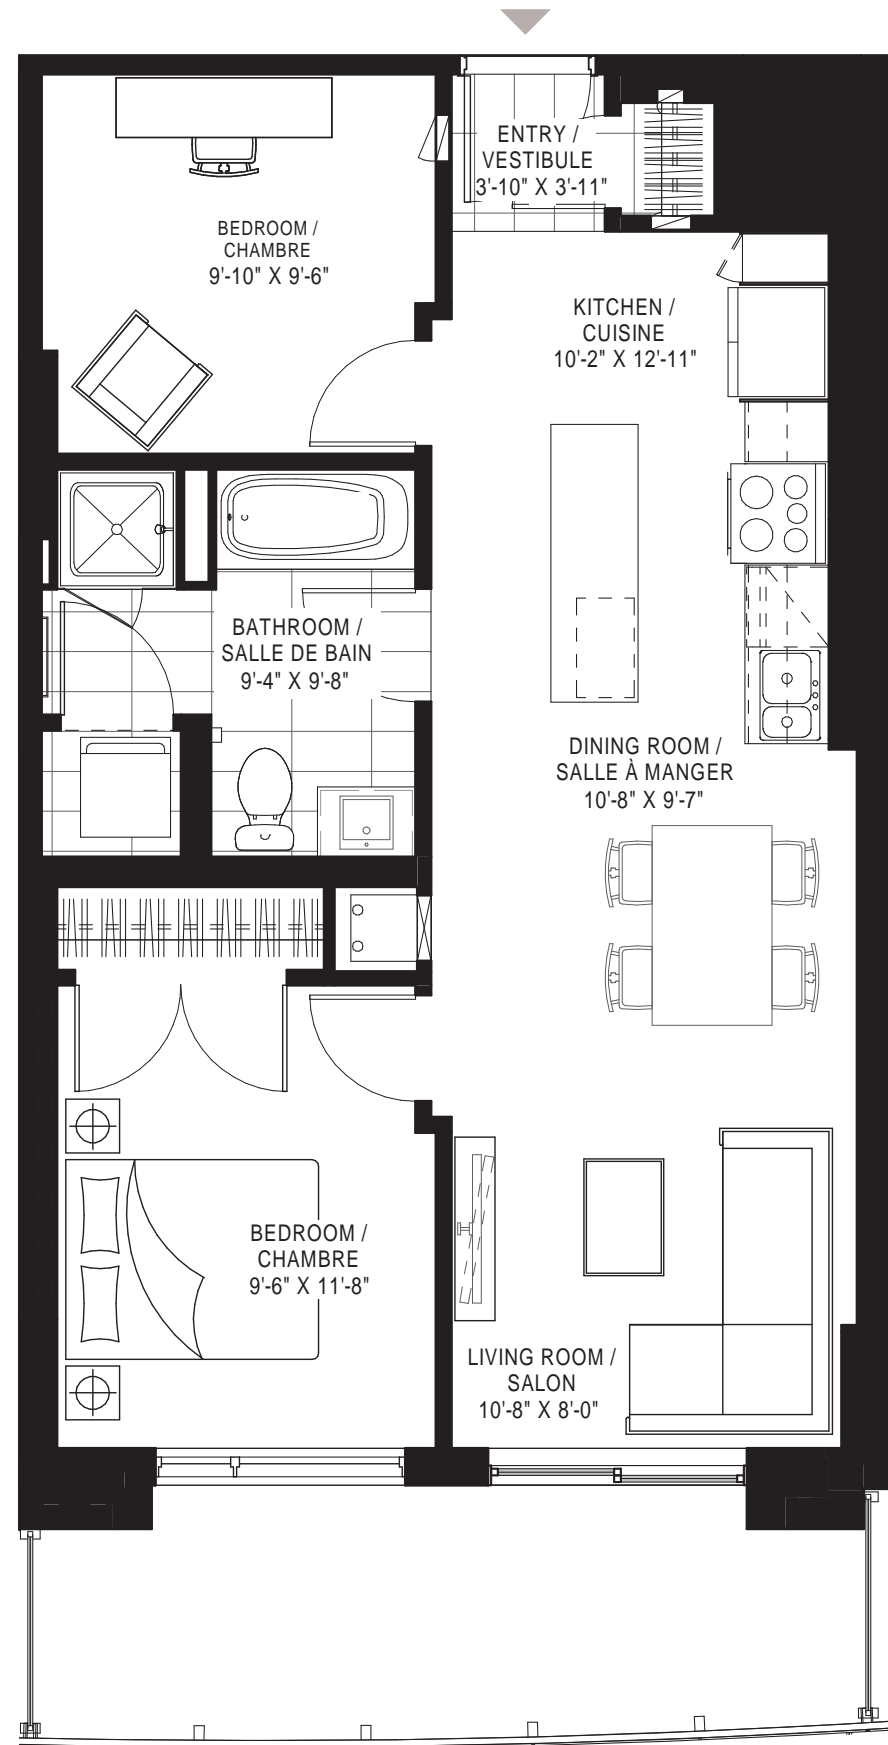 ENTRY /
VESTIBULE
3'-10" X 3'-11"
BEDROOM /
CHAMBRE
9'-10" X 9'-6"
KITCHEN /
CUISINE
10'-2" X 12'-11"
BATHROOM /
SALLE DE BAIN
9'-4" X 9'-8"
DINING ROOM /
SALLE À MANGER
10'-8" X 9'-7"
BEDROOM /
CHAMBRE
9'-6" X 11'-8"
LIVING ROOM /
SALON
10'-8" X 8'-0"